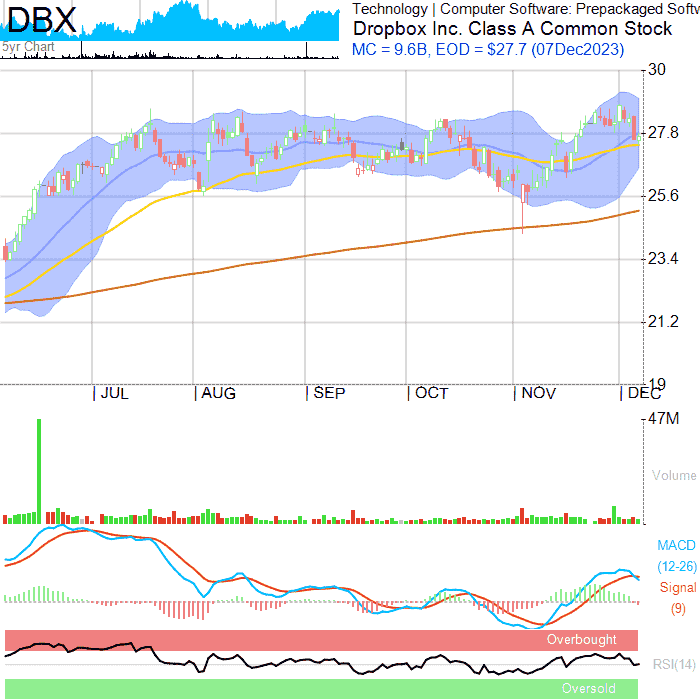 DBX
Technology | Computer Software: Prepackaged Softw
Dropbox Inc. Class A Common Stock
MC = 9.6B, EOD = $27.7 (07Dec2023)
5yr Chart
30
27.8
25.6
23.4
21.2
19
| JUL | AUG | SEP | OCT | NOV | DEC
47M
Volume
MACD
(12-26)
Signal
(9)
Overbought
RSI(14)
Oversold